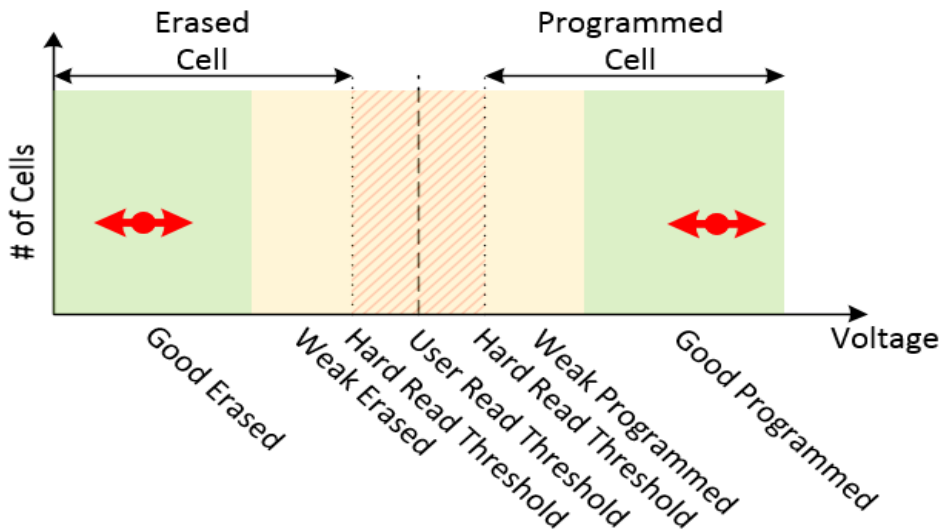 Erased
Cell
Programmed
Cell
# of Cells
Voltage
Good Erased
Weak Erased
Hard Read Threshold
User Read Threshold
Hard Read Threshold
Weak Programmed
Good Programmed